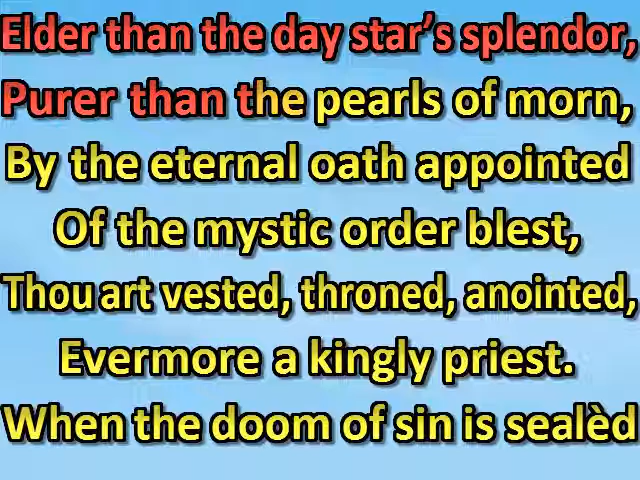 Elder than the day star’s splendor,
Purer than the pearls of morn,
By the eternal oath appointed
Of the mystic order blest,
Thou art vested, throned, anointed,
Evermore a kingly priest.
When the doom of sin is sealèd